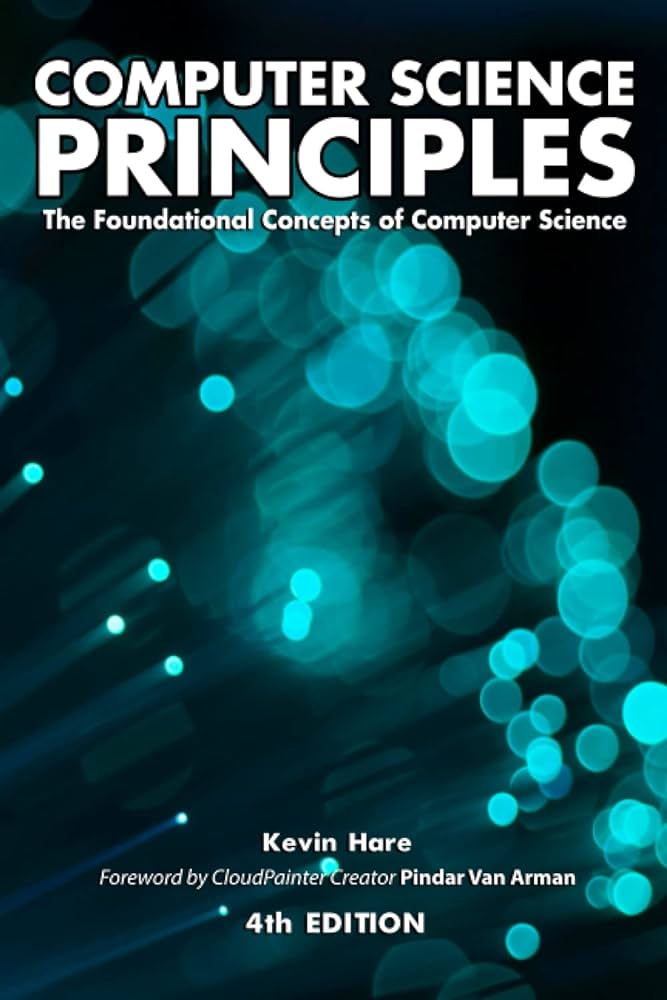 COMPUTER SCIENCE
PRINCIPLES
The Foundational Concepts of Computer Science
Kevin Hare
Foreword by CloudPainter Creator Pindar Van Arman
4th EDITION